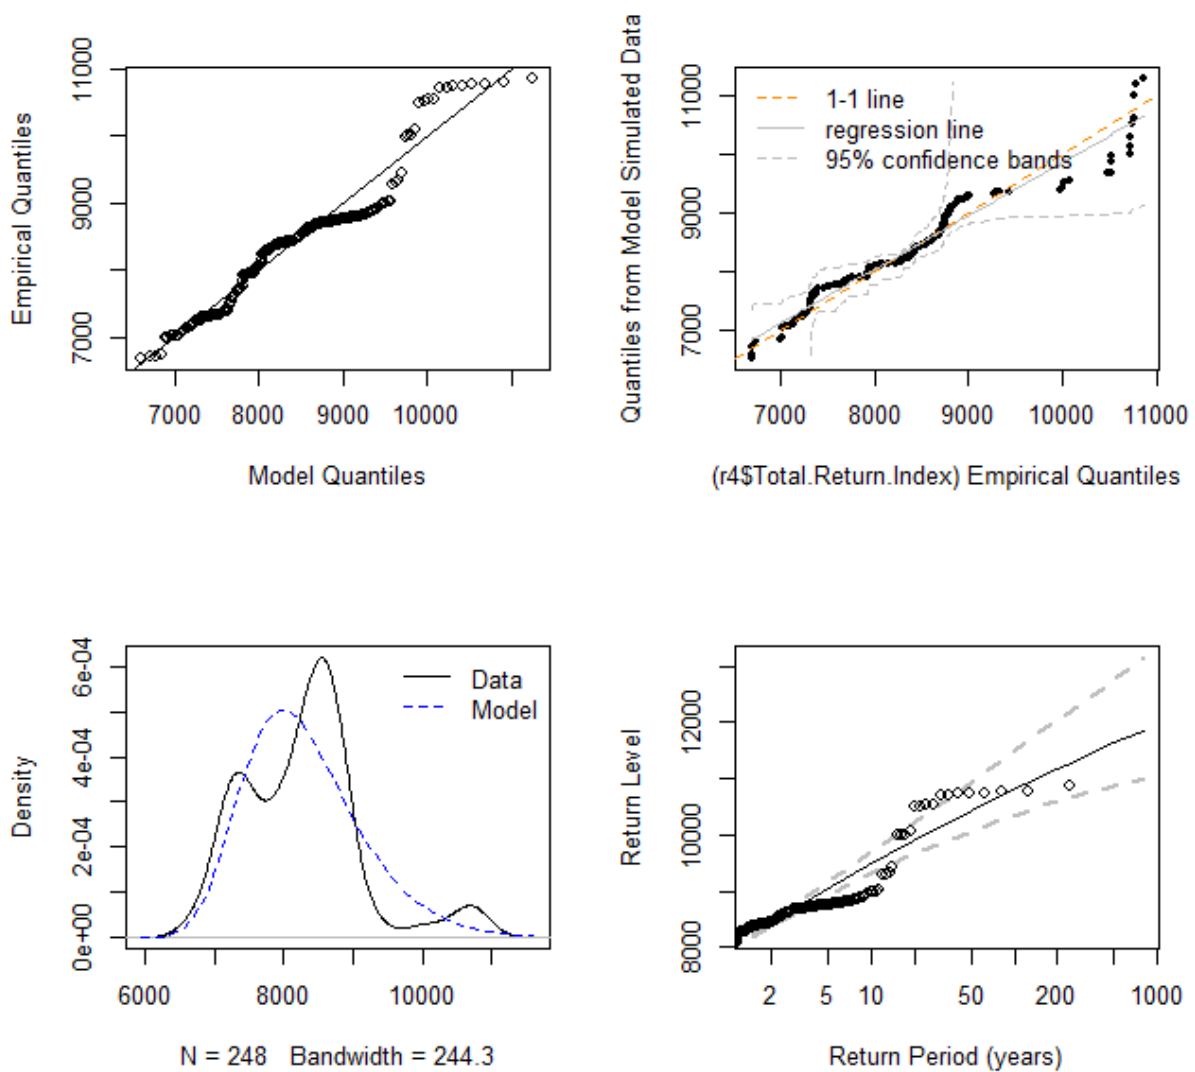 Empirical Quantiles
11000
9000
7000
7000 8000 9000 10000
Model Quantiles
Quantiles from Model Simulated Data
11000
9000
8000
7000
1-1 line
regression line
95% confidence bands
7000 8000 9000 10000 11000
(r4$Total.Return.Index) Empirical Quantiles
Density
6e-04
4e-04
2e-04
0e+00
Data
Model
6000 8000 10000
N = 248 Bandwidth = 244.3
Return Level
12000
10000
8000
2 5 10 50 200 1000
Return Period (years)